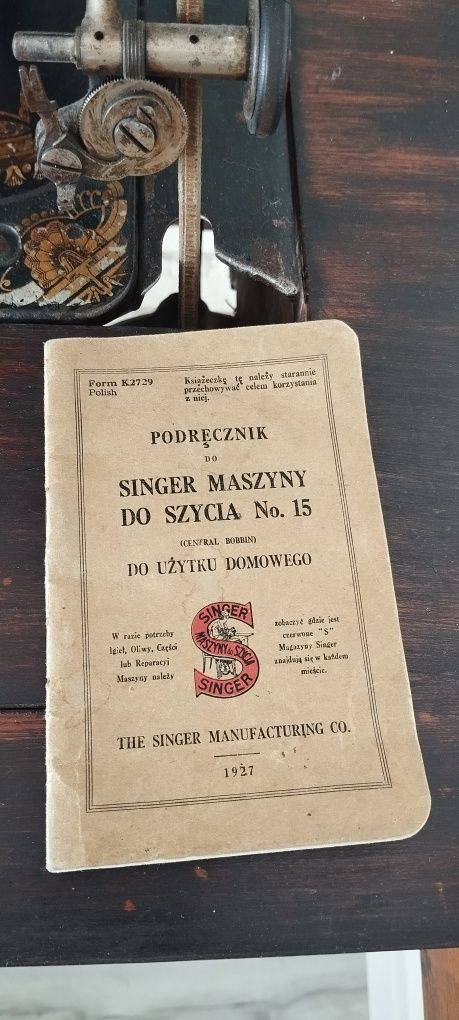 Form K2729
Polish
Książeczkę tę należy starannie
przechowywać celem korzystania
z niej.
PODRĘCZNIK
DO
SINGER MASZYNY
DO SZYCIA No. 15
(CENTRAL BOBBIN)
DO UŻYTKU DOMOWEGO
W razie potrzeby
Igieł, Oliwy, Części
lub Reparacyj
Maszyny należy
SINGER
MASZYNY do SZYCIA
SINGER
zobaczyć gdzie jest
czerwone "S"
Magazyny Singer
znajdują się w każdem
mieście.
THE SINGER MANUFACTURING CO.
1927